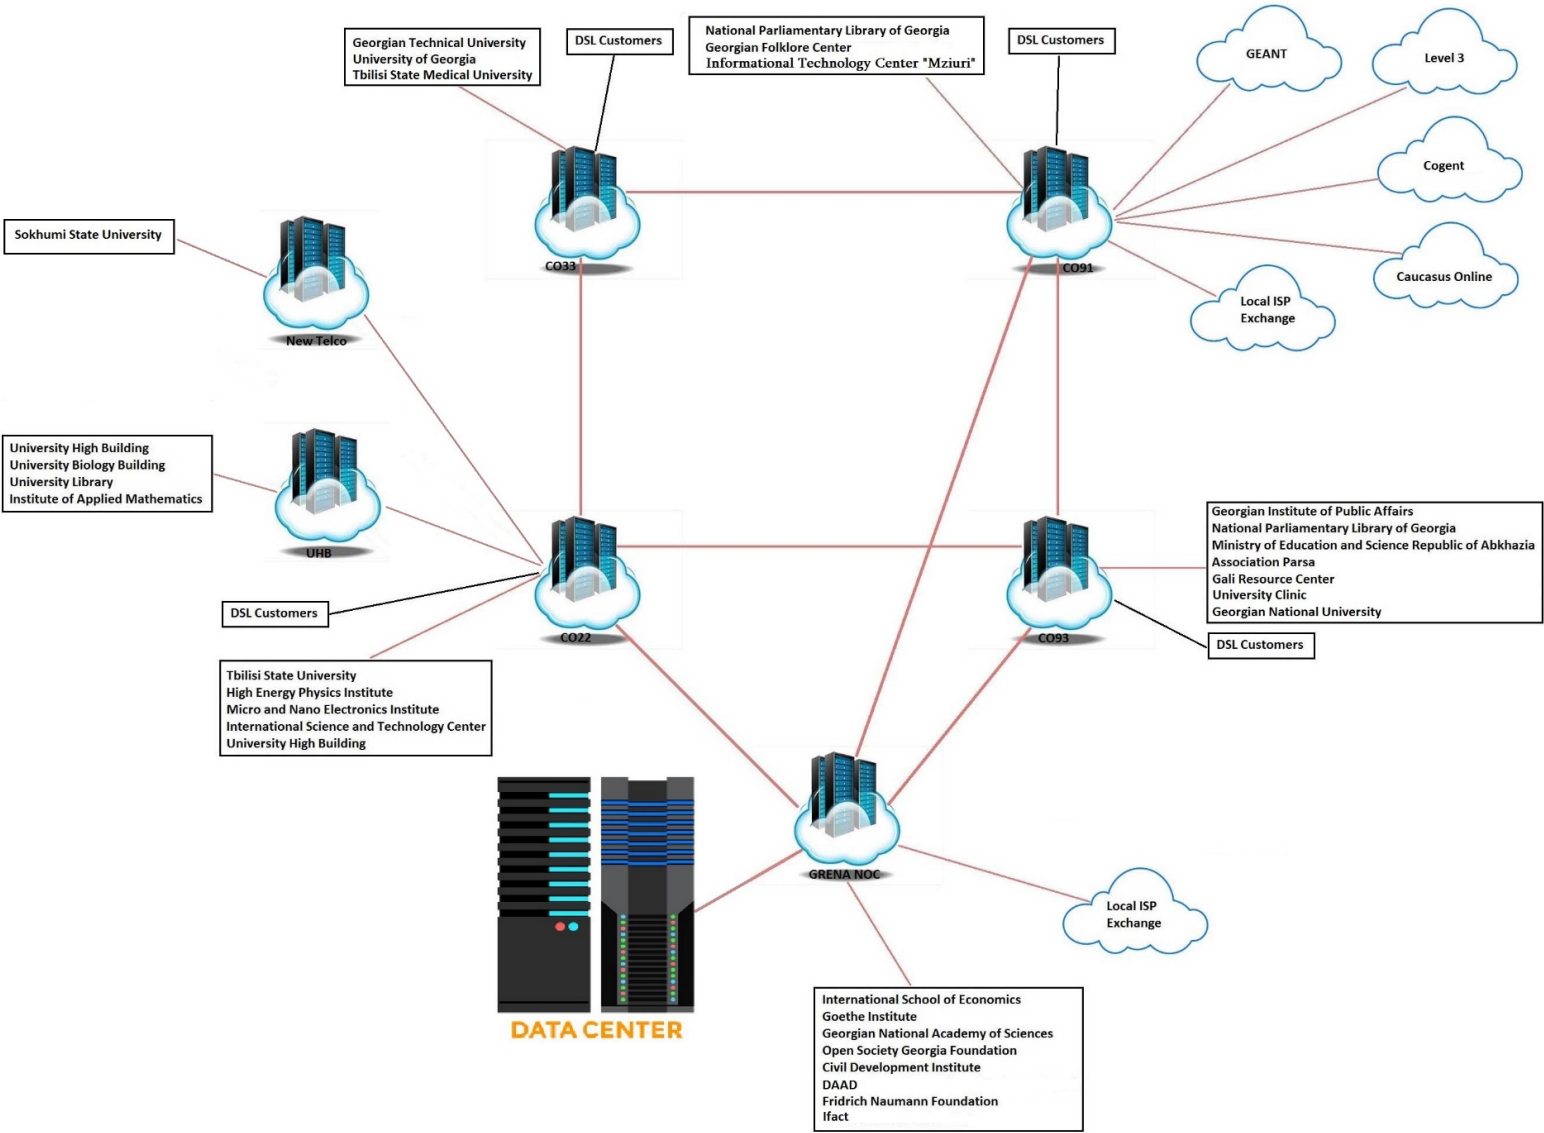 Georgian Technical University
University of Georgia
Tbilisi State Medical University
DSL Customers
National Parliamentary Library of Georgia
Georgian Folklore Center
Informational Technology Center "Mziuri"
DSL Customers
GEANT
Level 3
Cogent
Caucasus Online
Local ISP
Exchange
CO33
CO91
Sokhumi State University
New Telco
University High Building
University Biology Building
University Library
Institute of Applied Mathematics
UHB
DSL Customers
CO22
CO93
Georgian Institute of Public Affairs
National Parliamentary Library of Georgia
Ministry of Education and Science Republic of Abkhazia
Association Parsa
Gali Resource Center
University Clinic
Georgian National University
DSL Customers
Tbilisi State University
High Energy Physics Institute
Micro and Nano Electronics Institute
International Science and Technology Center
University High Building
GRENA NOC
DATA CENTER
Local ISP
Exchange
International School of Economics
Goethe Institute
Georgian National Academy of Sciences
Open Society Georgia Foundation
Civil Development Institute
DAAD
Fridrich Naumann Foundation
Ifact